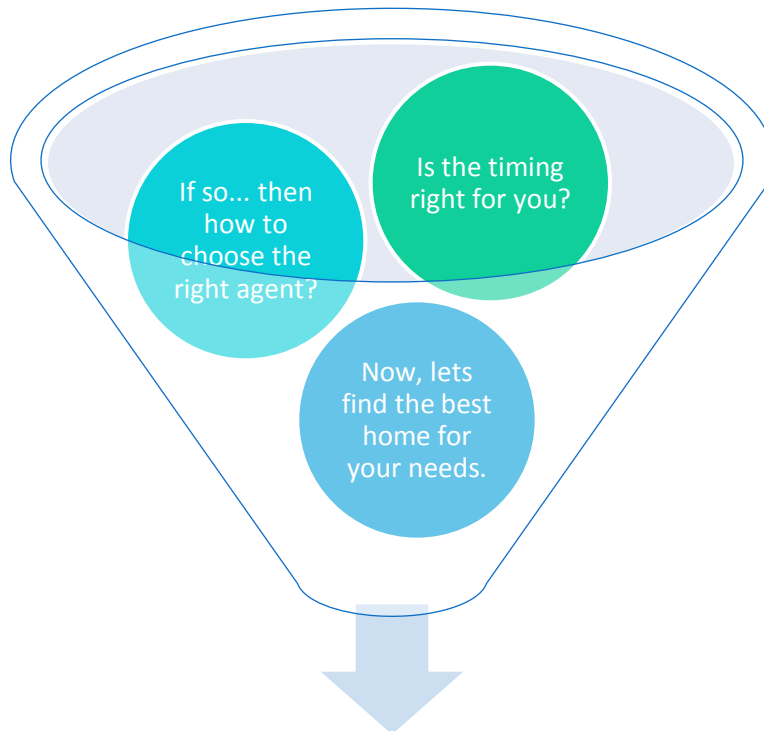 Is the timing
right for you?
If so... then
how to
choose the
right agent?
Now, lets
find the best
home for
your needs.